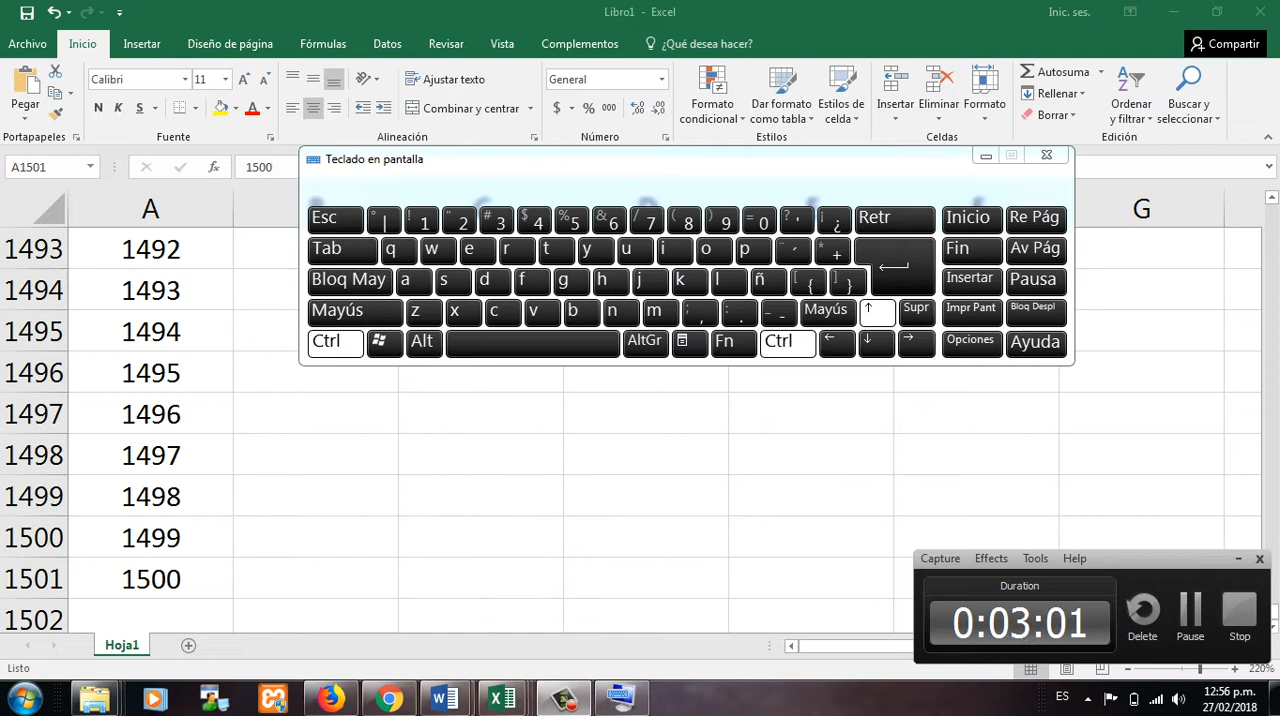 Libro1 - Excel
Inic. ses.
Archivo Inicio Insertar Diseño de página Fórmulas Datos Revisar Vista Complementos ¿Qué desea hacer? Compartir
Pegar
Calibri 11
N K S
A
Ajustar texto
Combinar y centrar
General
$ % 000
Formato condicional
Dar formato como tabla
Estilos de celda
Insertar Eliminar Formato
Autosuma
Rellenar
Borrar
Ordenar y filtrar
Buscar y seleccionar
Portapapeles Fuente Alineación Número Estilos Celdas Edición
A1501 fx 1500
Teclado en pantalla
A G
Esc ° | ! 1 " 2 # 3 $ 4 % 5 & 6 / 7 ( 8 ) 9 = 0 ? ' ¡ ¿ Retr Inicio Re Pág
Tab q w e r t y u i o p ¨ ´ * + Fin Av Pág
Bloq May a s d f g h j k l ñ [ { ] } Insertar Pausa
Mayús z x c v b n m ; , : . _ - Mayús ↑ Supr Impr Pant Bloq Despl
Ctrl Alt AltGr Fn Ctrl ← ↓ → Opciones Ayuda
1493 1492
1494 1493
1495 1494
1496 1495
1497 1496
1498 1497
1499 1498
1500 1499
1501 1500
1502
Capture Effects Tools Help
Duration
0:03:01
Delete Pause Stop
Hoja1
Listo
220%
ES
12:56 p.m.
27/02/2018